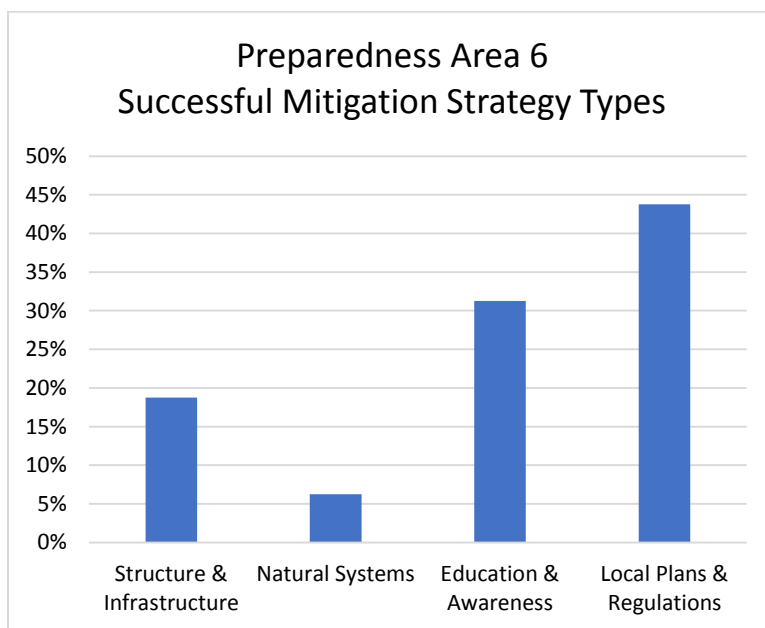 Preparedness Area 6
Successful Mitigation Strategy Types
50%
45%
40%
35%
30%
25%
20%
15%
10%
5%
0%
Structure &
Infrastructure
Natural Systems
Education &
Awareness
Local Plans &
Regulations